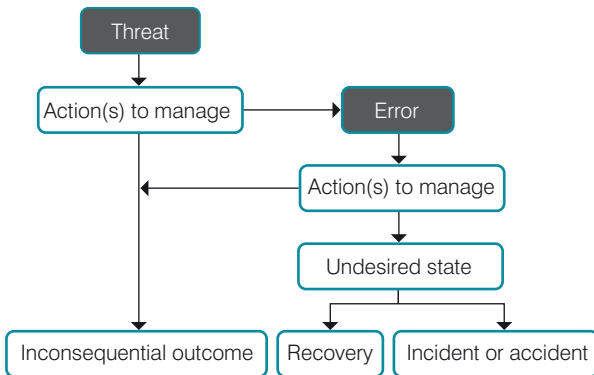 Threat
Action(s) to manage
Error
Action(s) to manage
Undesired state
Inconsequential outcome
Recovery
Incident or accident